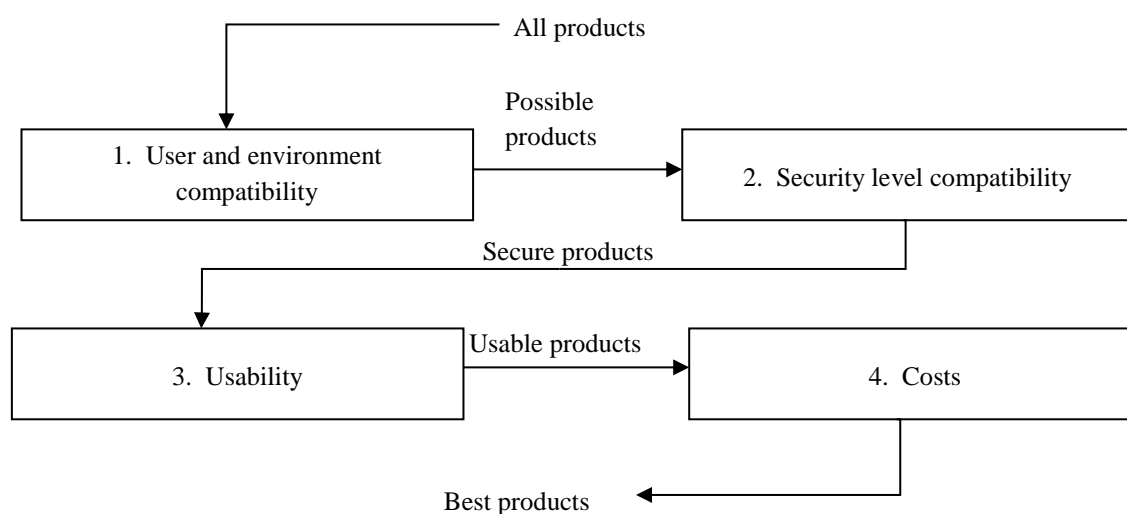 All products
Possible
products
1. User and environment
compatibility
2. Security level compatibility
Secure products
Usable products
3. Usability
4. Costs
Best products